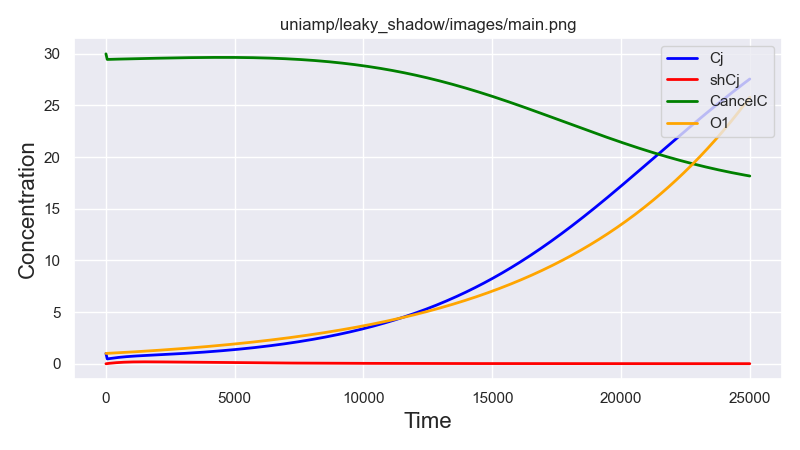 uniamp/leaky_shadow/images/main.png
Concentration
30
25
20
15
10
5
0
Cj
shCj
CancelC
O1
0 5000 10000 15000 20000 25000
Time